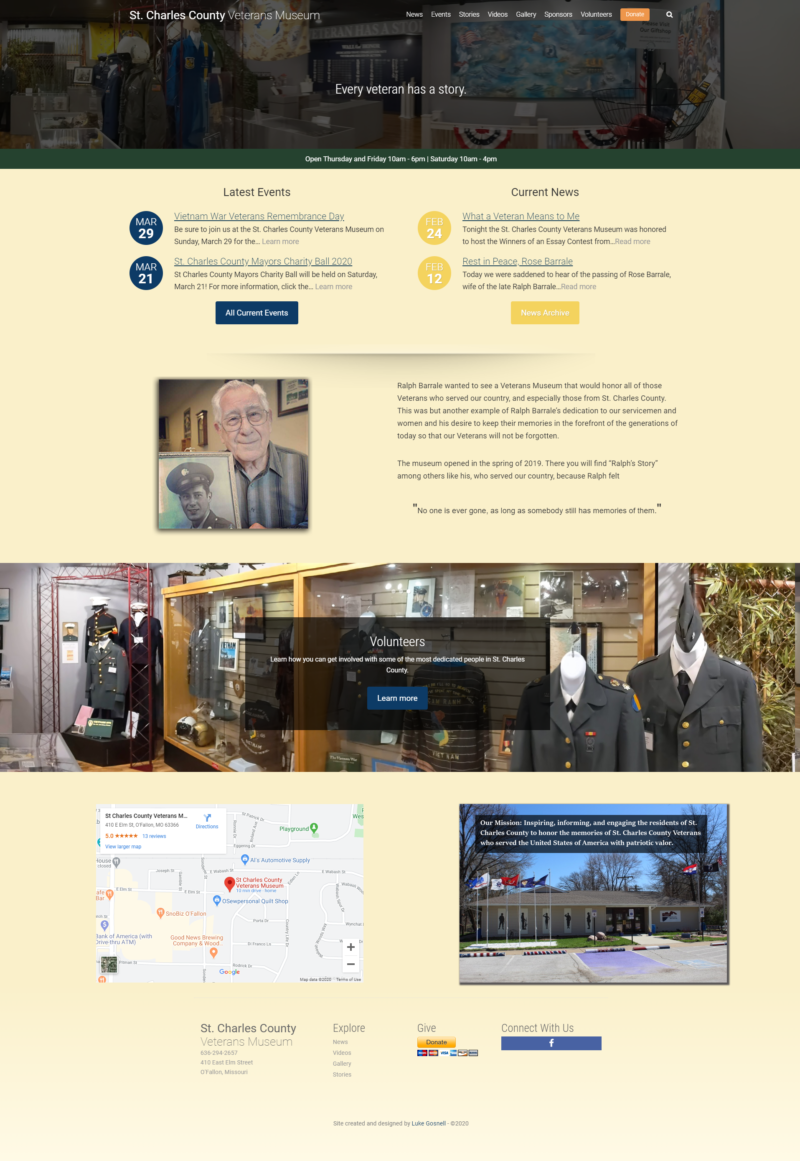 St. Charles County Veterans Museum
News Events Stories Videos Gallery Sponsors Volunteers Donate
Every veteran has a story.
Open Thursday and Friday 10am - 6pm | Saturday 10am - 4pm
Latest Events
MAR
29
Vietnam War Veterans Remembrance Day
Be sure to join us at the St. Charles County Veterans Museum on
Sunday, March 29 for the... Learn more
MAR
21
St. Charles County Mayors Charity Ball 2020
St Charles County Mayors Charity Ball will be held on Saturday,
March 21! For more information, click the... Learn more
All Current Events
Current News
FEB
24
What a Veteran Means to Me
Tonight the St. Charles County Veterans Museum was honored
to host the Winners of an Essay Contest from...Read more
FEB
12
Rest in Peace, Rose Barrale
Today we were saddened to hear of the passing of Rose Barrale,
wife of the late Ralph Barrale...Read more
News Archive
Ralph Barrale wanted to see a Veterans Museum that would honor all of those
Veterans who served our country, and especially those from St. Charles County.
This was but another example of Ralph Barrale's dedication to our servicemen and
women and his desire to keep their memories in the forefront of the generations of
today so that our Veterans will not be forgotten.
The museum opened in the spring of 2019. There you will find "Ralph's Story"
among others like his, who served our country, because Ralph felt
"No one is ever gone, as long as somebody still has memories of them."
Volunteers
Learn how you can get involved with some of the most dedicated people in St. Charles
County.
Learn more
VIETNAM
St Charles County Veterans M...
410 E Elm St, O'Fallon, MO 63366
5.0 ★★★★★ 13 reviews
View larger map
Directions
Playground
Al's Automotive Supply
St Charles County
Veterans Museum
10 min drive - home
OSewpersonal Quilt Shop
SnoBiz O'Fallon
Good News Brewing
Company & Wood...
Bank of America (with
Drive-thru ATM)
Google
Map data ©2020 Terms of Use
Our Mission: Inspiring, informing, and engaging the residents of St.
Charles County to honor the memories of St. Charles County Veterans
who served the United States of America with patriotic valor.
St. Charles County
Veterans Museum
636-294-2657
410 East Elm Street
O'Fallon, Missouri
Explore
News
Videos
Gallery
Stories
Give
Donate
Connect With Us
f
Site created and designed by Luke Gosnell - ©2020